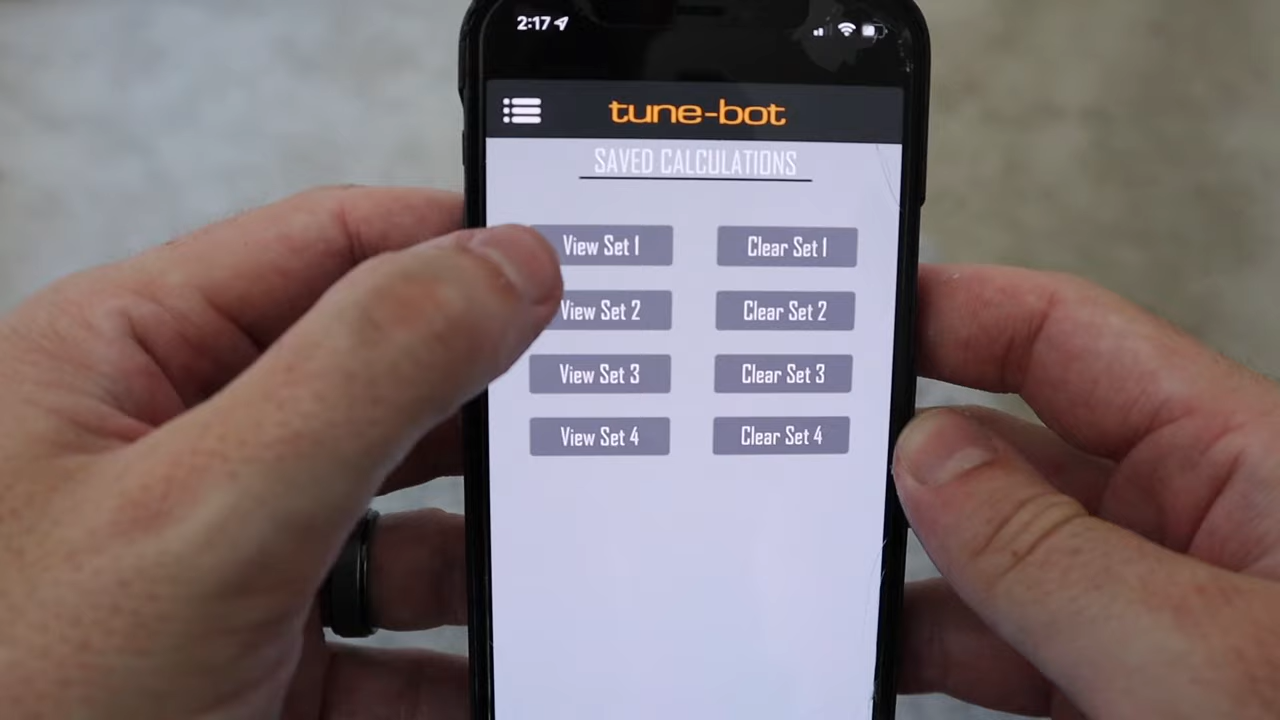 2:17
tune-bot
SAVED CALCULATIONS
View Set 1 Clear Set 1
View Set 2 Clear Set 2
View Set 3 Clear Set 3
View Set 4 Clear Set 4